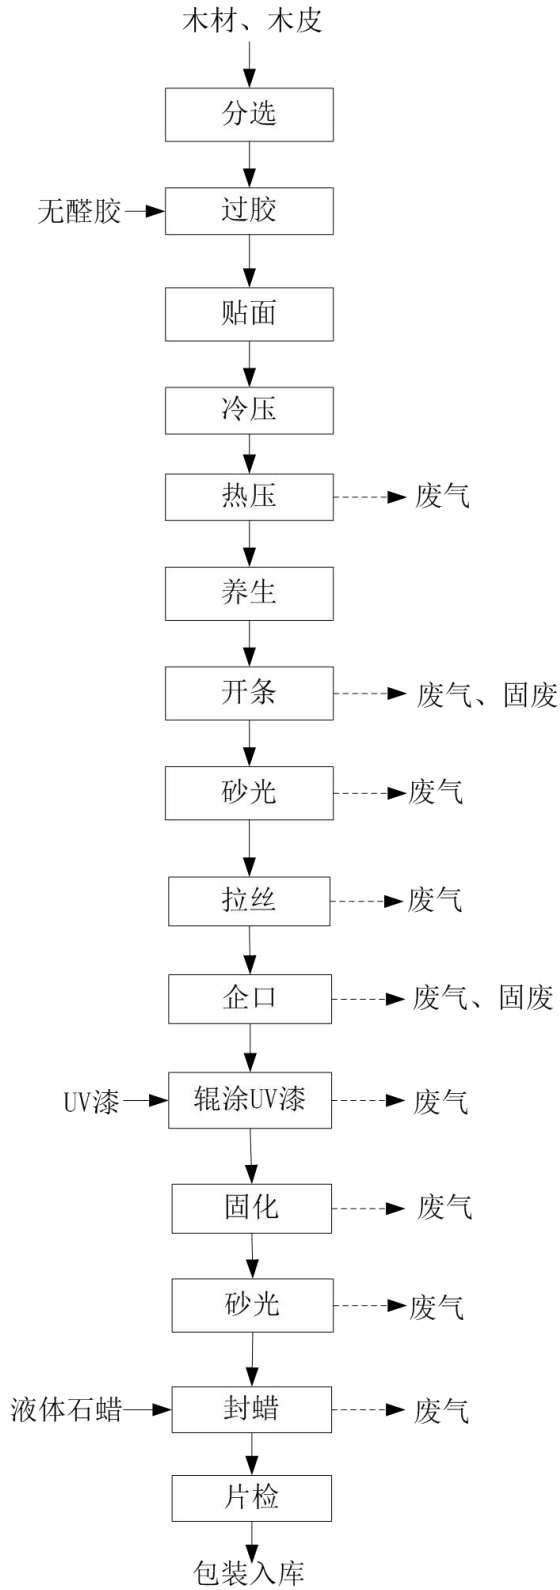 木材、木皮
分选
无醛胶
过胶
贴面
冷压
热压
废气
养生
开条
废气、固废
砂光
废气
拉丝
废气
企口
废气、固废
UV漆
辊涂UV漆
废气
固化
废气
砂光
废气
液体石蜡
封蜡
废气
片检
包装入库